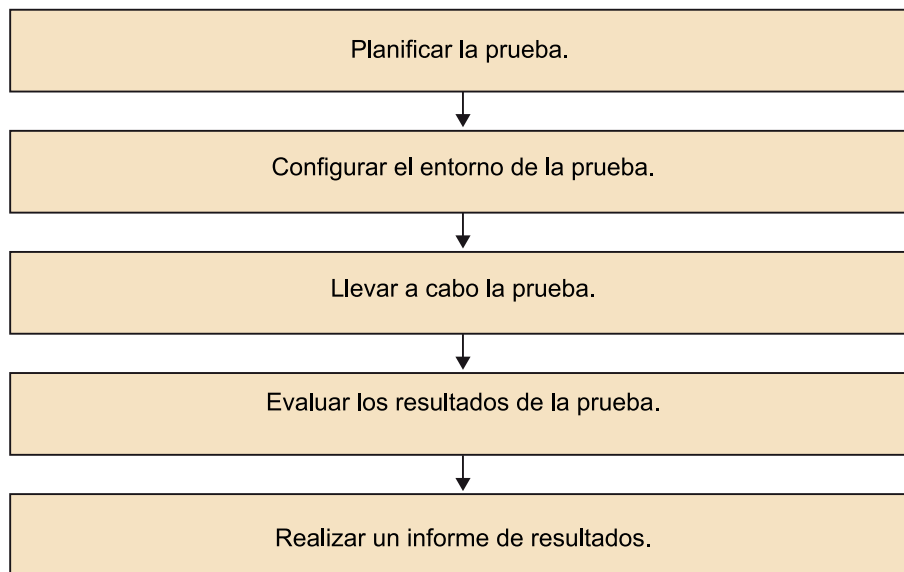 Planificar la prueba.
Configurar el entorno de la prueba.
Llevar a cabo la prueba.
Evaluar los resultados de la prueba.
Realizar un informe de resultados.